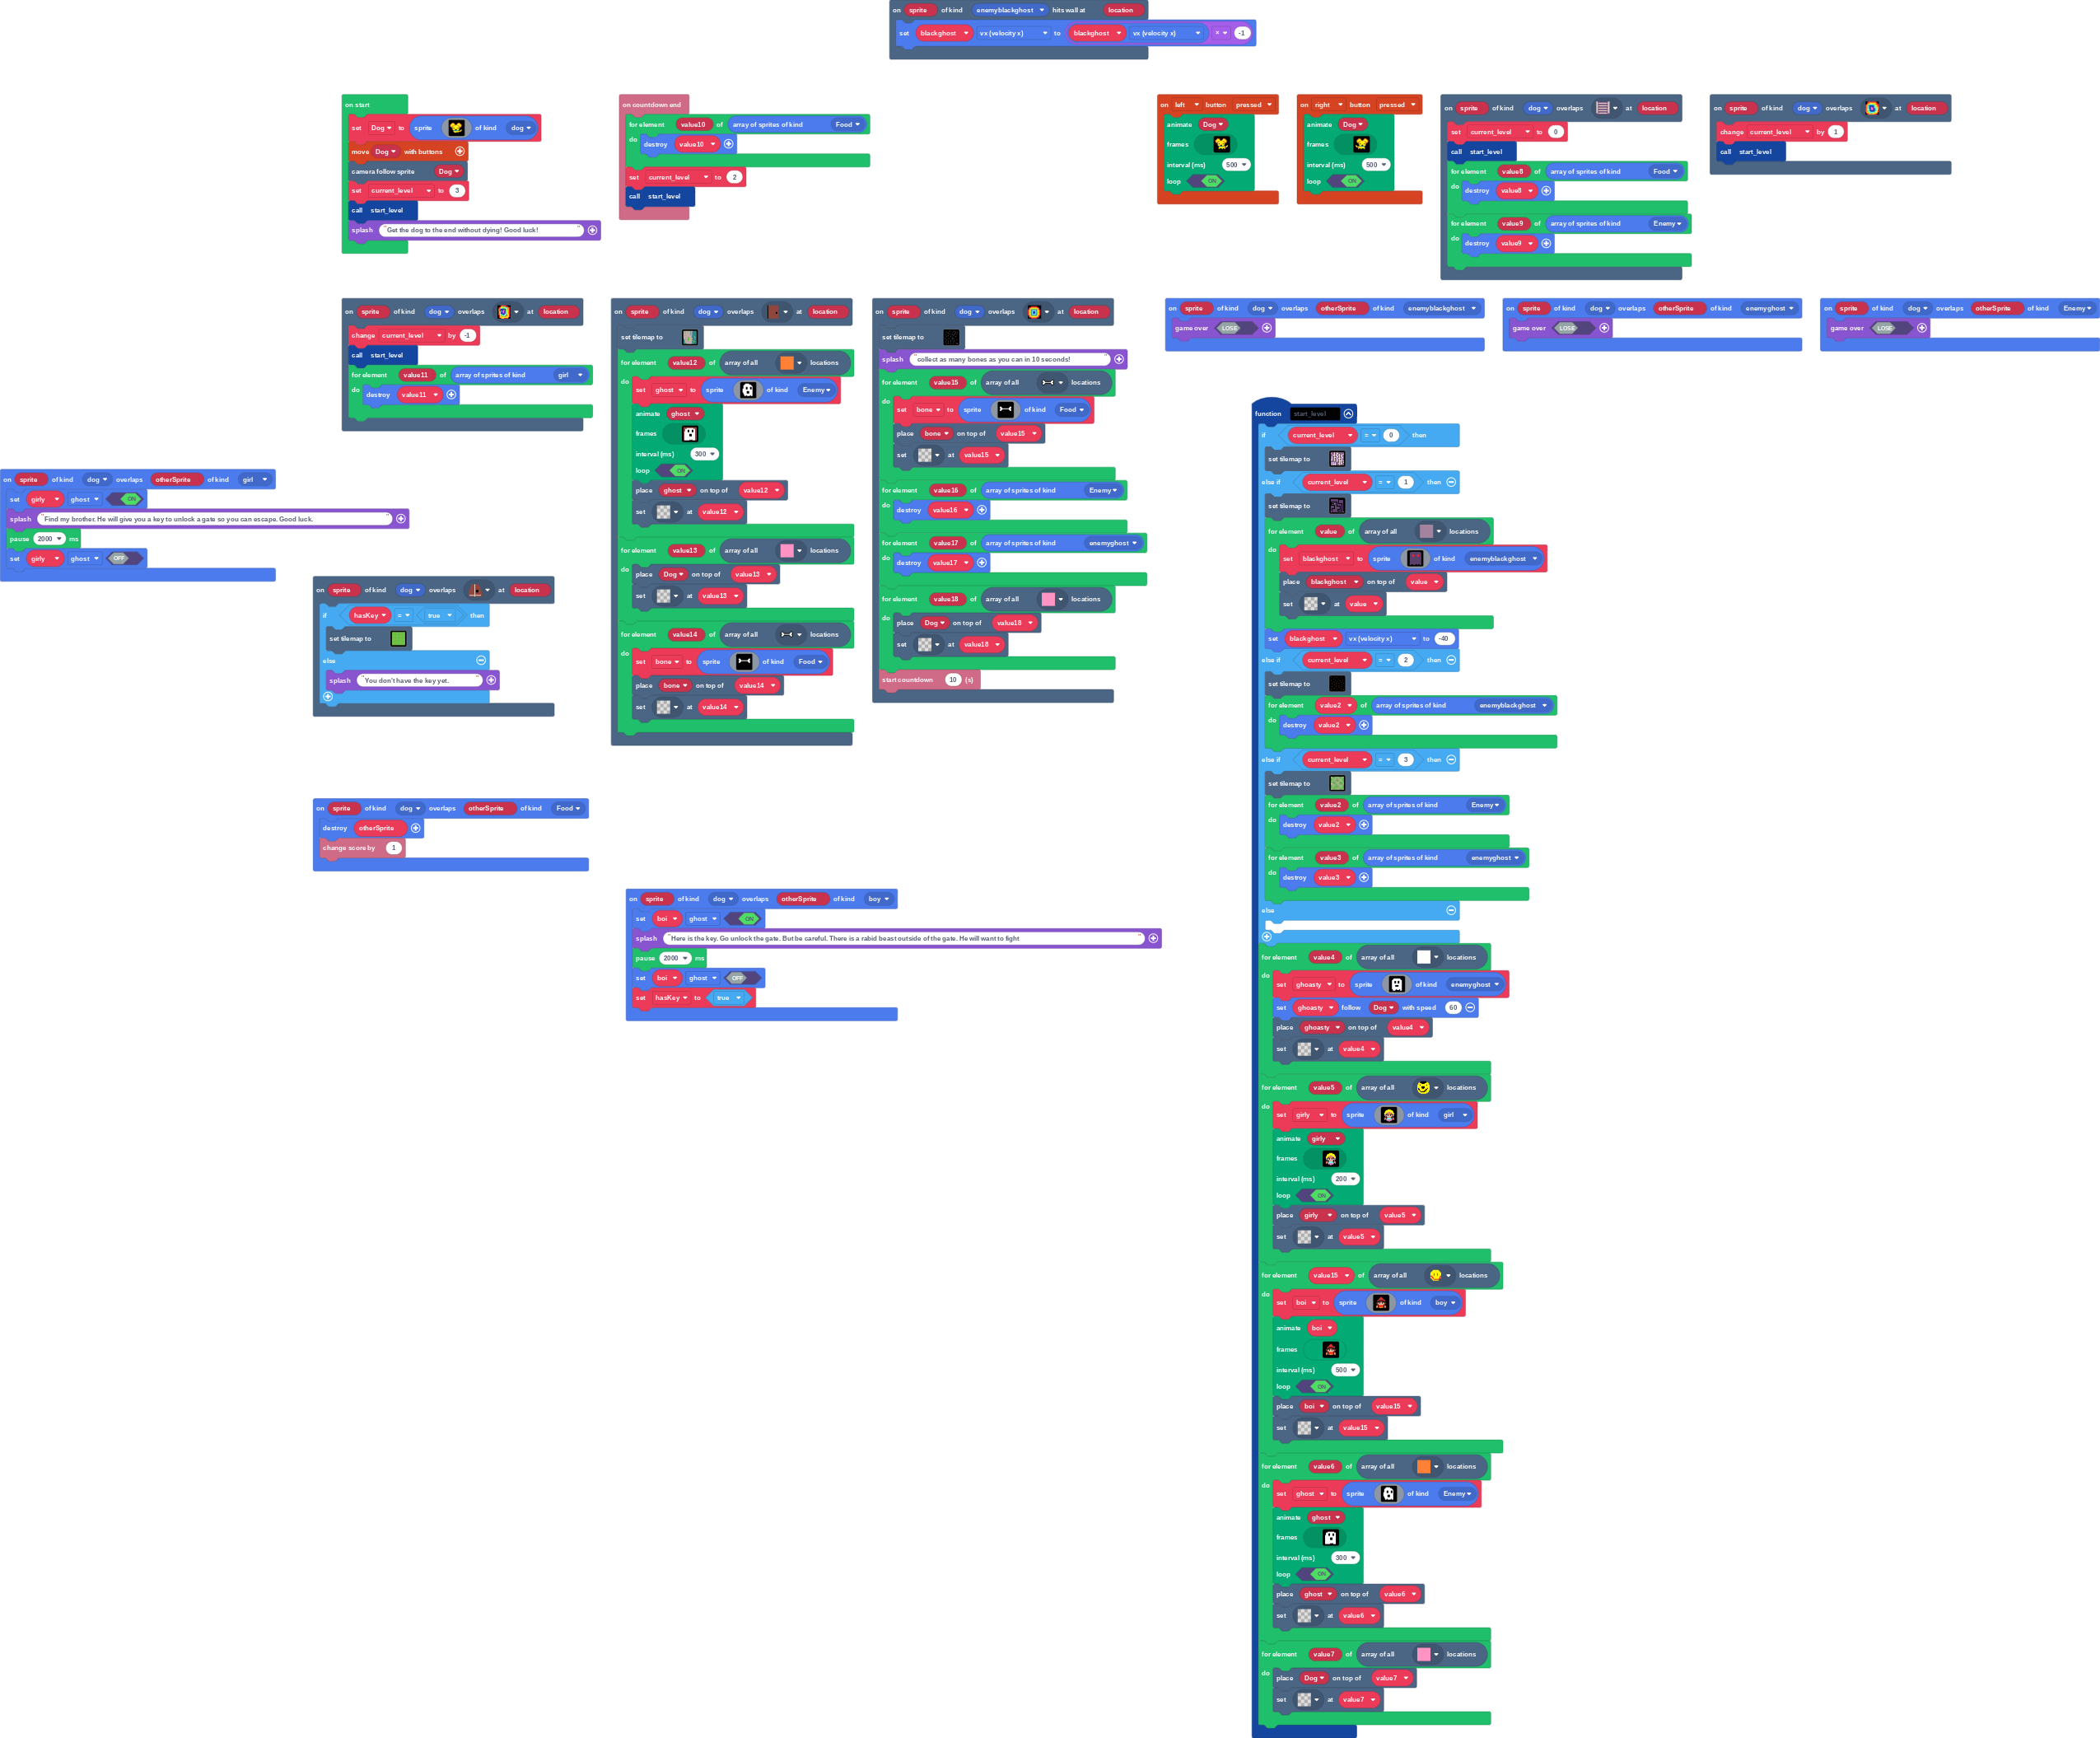 on sprite of kind enemyblackghost hits wall at location
set blackghost vx (velocity x) to blackghost vx (velocity x) × -1
on start
set Dog to sprite of kind dog
move Dog with buttons
camera follow sprite Dog
set current_level to 3
call start_level
splash "Get the dog to the end without dying! Good luck!"
on countdown end
for element value10 of array of sprites of kind Food
do
destroy value10
set current_level to 2
call start_level
on left button pressed
animate Dog
frames
interval (ms) 500
loop ON
on right button pressed
animate Dog
frames
interval (ms) 500
loop ON
on sprite of kind dog overlaps at location
set current_level to 0
call start_level
for element value8 of array of sprites of kind Food
do
destroy value8
for element value9 of array of sprites of kind Enemy
do
destroy value9
on sprite of kind dog overlaps at location
change current_level by 1
call start_level
on sprite of kind dog overlaps at location
change current_level by -1
call start_level
for element value11 of array of sprites of kind girl
do
destroy value11
on sprite of kind dog overlaps at location
set tilemap to
for element value12 of array of all locations
do
set ghost to sprite of kind Enemy
animate ghost
frames
interval (ms) 300
loop ON
place ghost on top of value12
set at value12
for element value13 of array of all locations
do
place Dog on top of value13
set at value13
for element value14 of array of all locations
do
set bone to sprite of kind Food
place bone on top of value14
set at value14
on sprite of kind dog overlaps at location
set tilemap to
splash "collect as many bones as you can in 10 seconds!"
for element value15 of array of all locations
do
set bone to sprite of kind Food
place bone on top of value15
set at value15
for element value16 of array of sprites of kind Enemy
do
destroy value16
for element value17 of array of sprites of kind enemyghost
do
destroy value17
for element value18 of array of all locations
do
place Dog on top of value18
set at value18
start countdown 10 (s)
on sprite of kind dog overlaps otherSprite of kind enemyblackghost
game over LOSE
on sprite of kind dog overlaps otherSprite of kind enemyghost
game over LOSE
on sprite of kind dog overlaps otherSprite of kind Enemy
game over LOSE
on sprite of kind dog overlaps otherSprite of kind girl
set girly ghost ON
splash "Find my brother. He will give you a key to unlock a gate so you can escape. Good luck."
pause 2000 ms
set girly ghost OFF
on sprite of kind dog overlaps at location
if hasKey = true then
set tilemap to
else
splash "You don't have the key yet."
on sprite of kind dog overlaps otherSprite of kind Food
destroy otherSprite
change score by 1
on sprite of kind dog overlaps otherSprite of kind boy
set boi ghost ON
splash "Here is the key. Go unlock the gate. But be careful. There is a rabid beast outside of the gate. He will want to fight"
pause 2000 ms
set boi ghost OFF
set hasKey to true
function start_level
if current_level = 0 then
set tilemap to
else if current_level = 1 then
set tilemap to
for element value of array of all locations
do
set blackghost to sprite of kind enemyblackghost
place blackghost on top of value
set at value
set blackghost vx (velocity x) to -40
else if current_level = 2 then
set tilemap to
for element value2 of array of sprites of kind enemyblackghost
do
destroy value2
else if current_level = 3 then
set tilemap to
for element value2 of array of sprites of kind Enemy
do
destroy value2
for element value3 of array of sprites of kind enemyghost
do
destroy value3
else
for element value4 of array of all locations
do
set ghoasty to sprite of kind enemyghost
set ghoasty follow Dog with speed 60
place ghoasty on top of value4
set at value4
for element value5 of array of all locations
do
set girly to sprite of kind girl
animate girly
frames
interval (ms) 200
loop ON
place girly on top of value5
set at value5
for element value15 of array of all locations
do
set boi to sprite of kind boy
animate boi
frames
interval (ms) 500
loop ON
place boi on top of value15
set at value15
for element value6 of array of all locations
do
set ghost to sprite of kind Enemy
animate ghost
frames
interval (ms) 300
loop ON
place ghost on top of value6
set at value6
for element value7 of array of all locations
do
place Dog on top of value7
set at value7